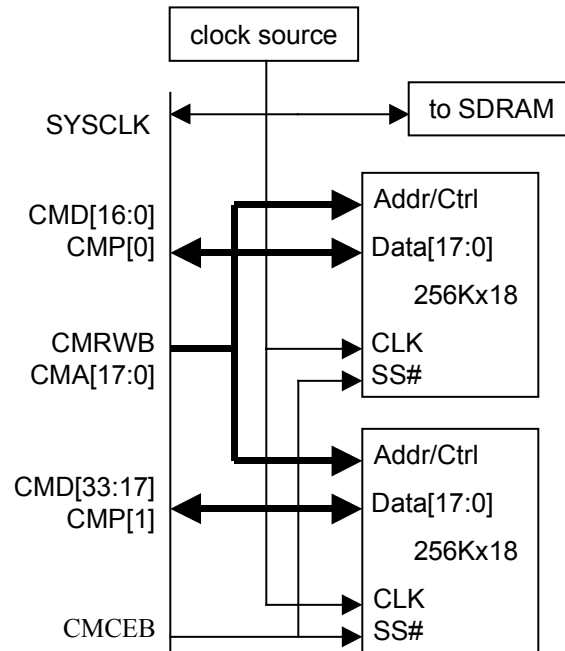 clock source
SYSCLK
to SDRAM
CMD[16:0]
CMP[0]
Addr/Ctrl
Data[17:0]
256Kx18
CMRWB
CMA[17:0]
CLK
SS#
CMD[33:17]
CMP[1]
Addr/Ctrl
Data[17:0]
256Kx18
CLK
CMCEB
SS#